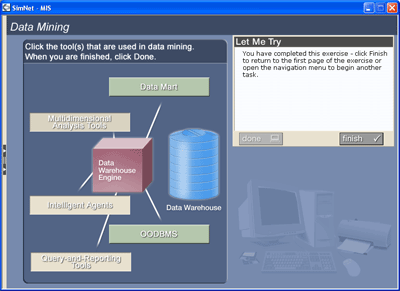 SimNet - MIS
Data Mining
Click the tool(s) that are used in data mining.
When you are finished, click Done.
Data Mart
Multidimensional
Analysis Tools
Data
Warehouse
Engine
Intelligent Agents
Data Warehouse
OODBMS
Query-and-Reporting
Tools
Let Me Try
You have completed this exercise - click Finish
to return to the first page of the exercise or
open the navigation menu to begin another
task.
done
finish